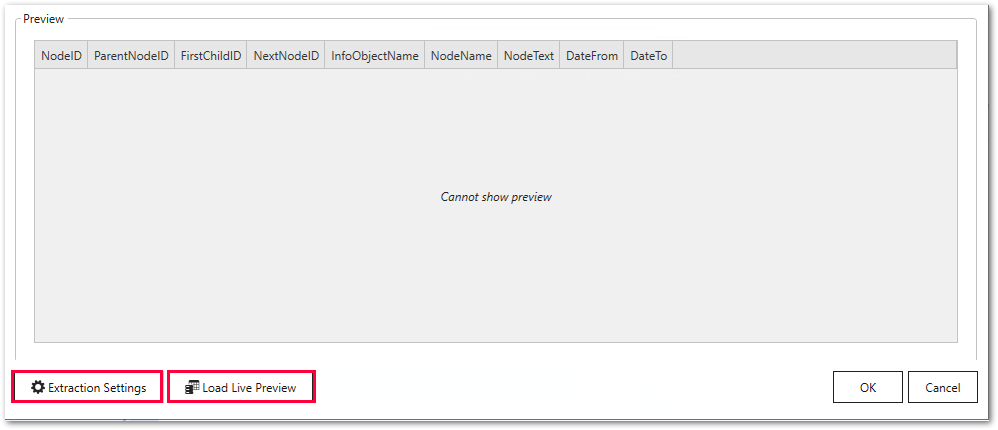 Preview
NodeID ParentNodeID FirstChildID NextNodeID InfoObjectName NodeName NodeText DateFrom DateTo
Cannot show preview
Extraction Settings Load Live Preview OK Cancel